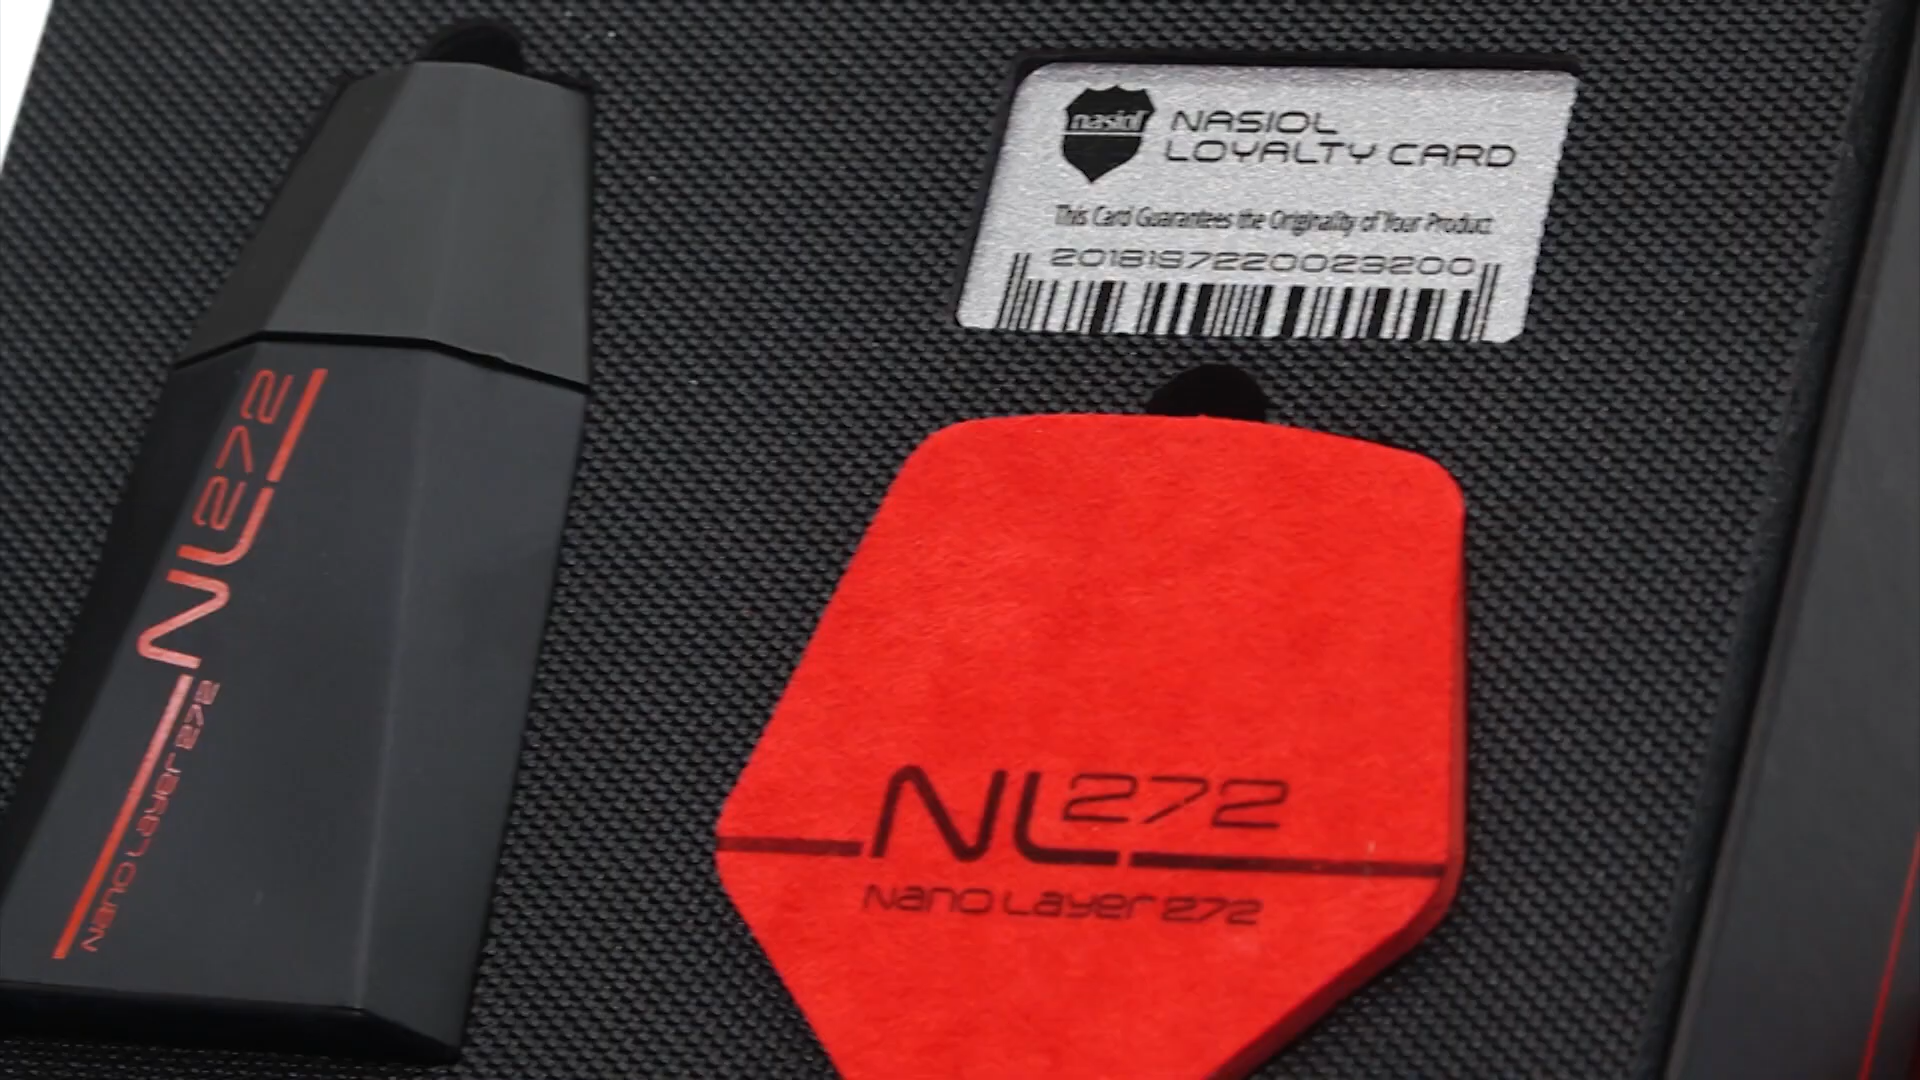 NL272
Nano Layer 272
nasiol
NASIOL
LOYALTY CARD
This Card Guarantees the Originality of Your Product
2018197220023200
NL272
Nano Layer 272